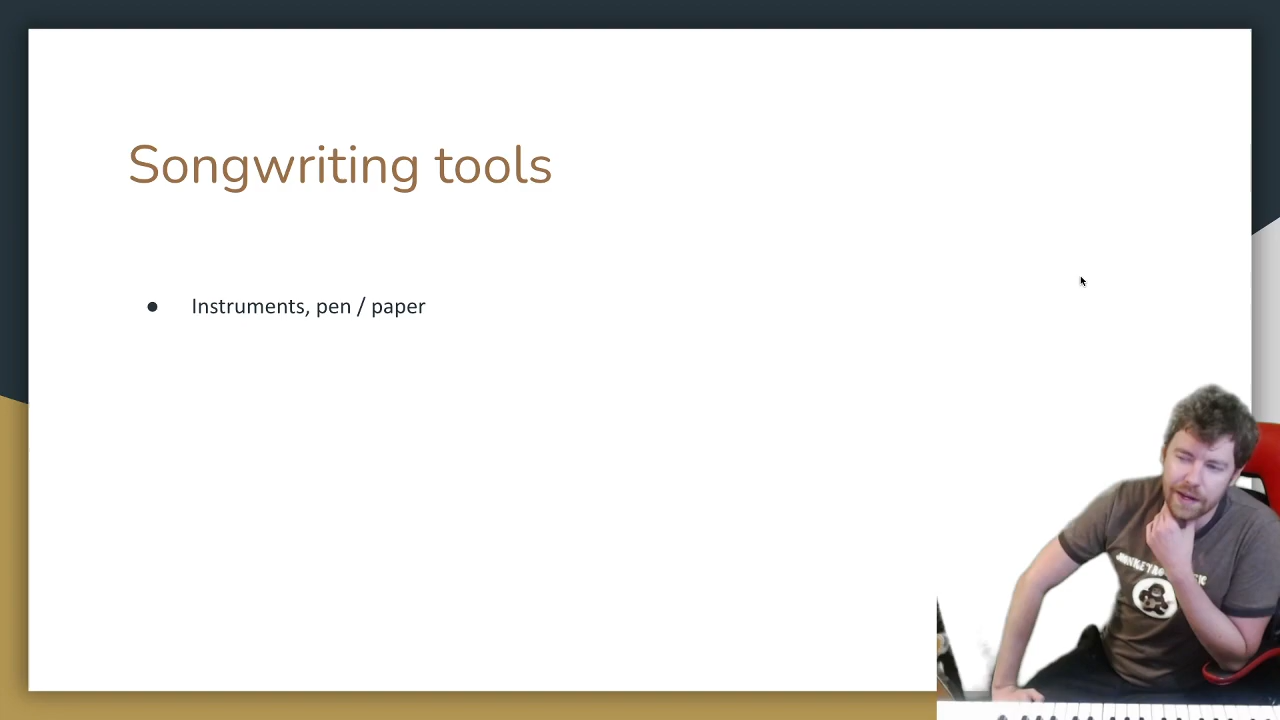 Songwriting tools
● Instruments, pen / paper